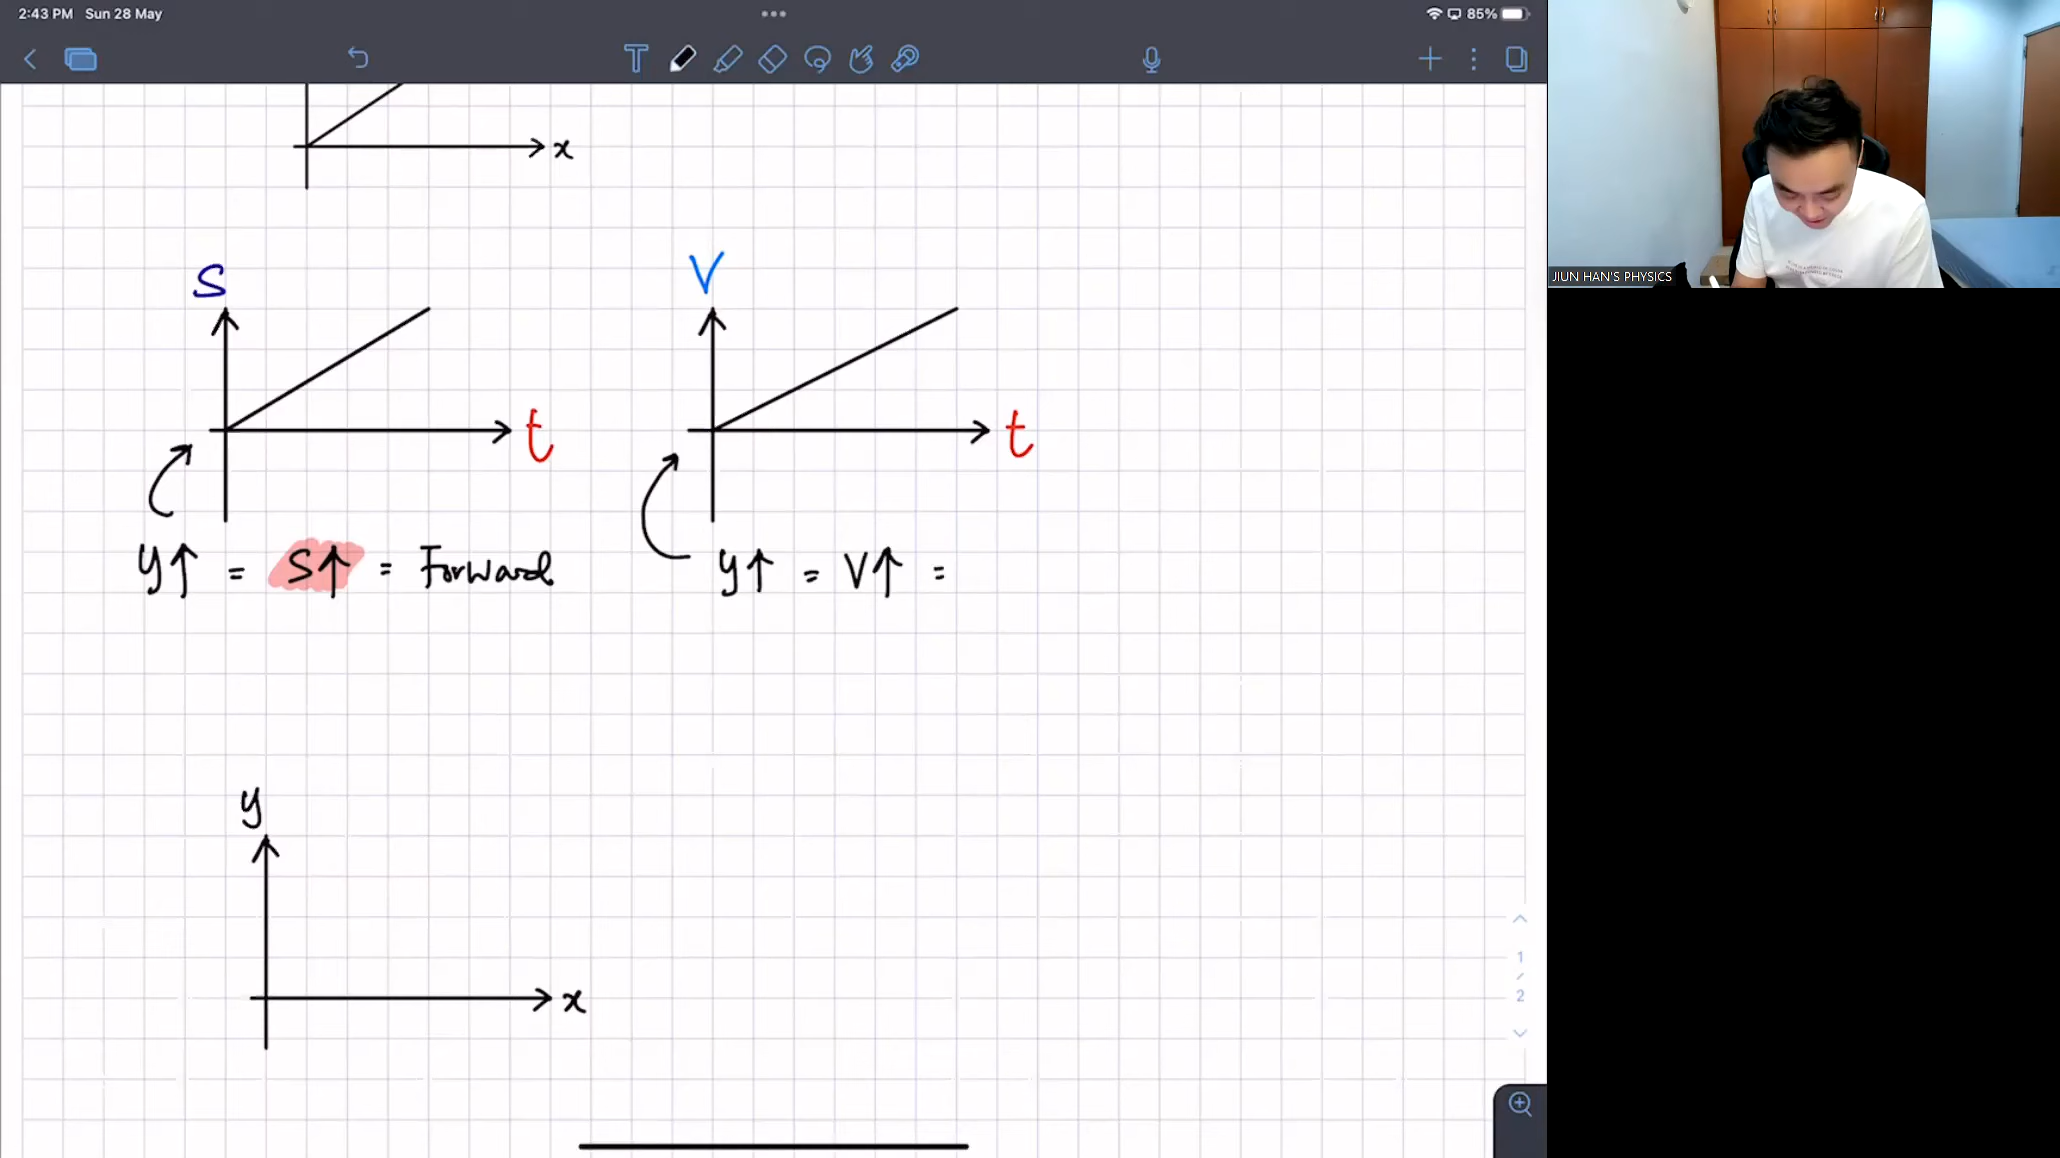 2:43 PM Sun 28 May
85%
T
x
S
V
t
t
y↑ = S↑ = Forward
y↑ = V↑ =
y
x
1
/
2
JIUN HAN'S PHYSICS